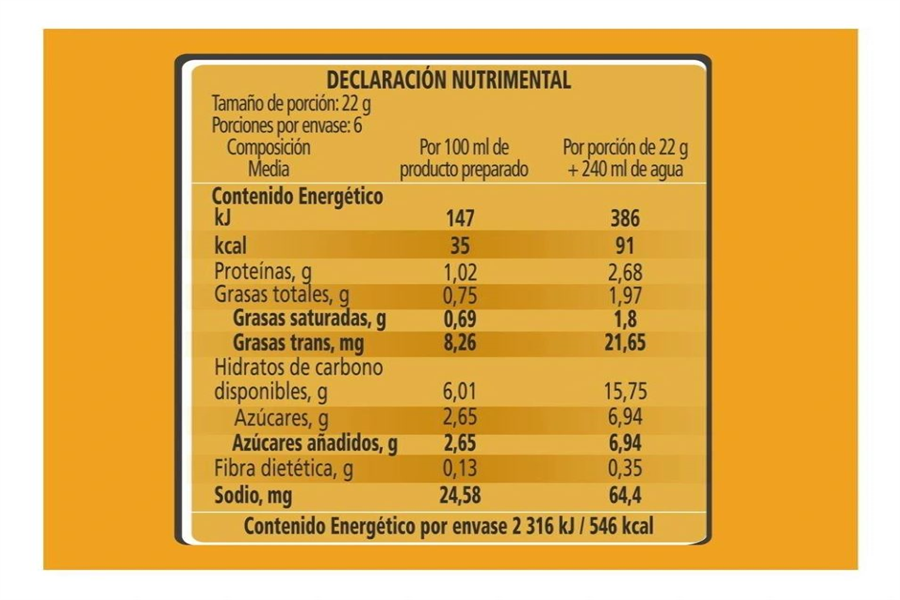 DECLARACIÓN NUTRIMENTAL
Tamaño de porción: 22 g
Porciones por envase: 6
Composición Media Por 100 ml de producto preparado Por porción de 22 g + 240 ml de agua
Contenido Energético
kJ 147 386
kcal 35 91
Proteínas, g 1,02 2,68
Grasas totales, g 0,75 1,97
Grasas saturadas, g 0,69 1,8
Grasas trans, mg 8,26 21,65
Hidratos de carbono
disponibles, g 6,01 15,75
Azúcares, g 2,65 6,94
Azúcares añadidos, g 2,65 6,94
Fibra dietética, g 0,13 0,35
Sodio, mg 24,58 64,4
Contenido Energético por envase 2 316 kJ / 546 kcal